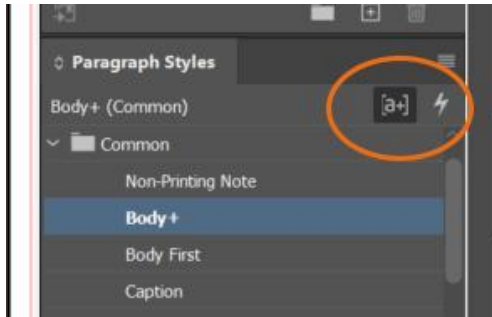 Paragraph Styles
Body+ (Common)
[a+]
Common
Non-Printing Note
Body+
Body First
Caption